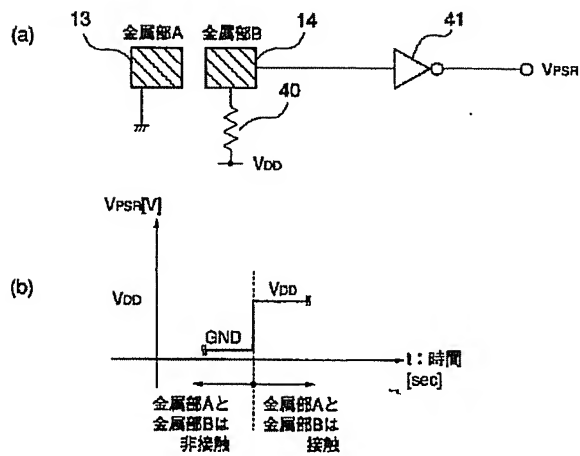 (a)
13
金属部A
金属部B
14
41
VPSR
40
VDD
VPSR[V]
(b)
VDD
VDD
GND
t:時間
[sec]
金属部Aと
金属部Bは
非接触
金属部Aと
金属部Bは
接触